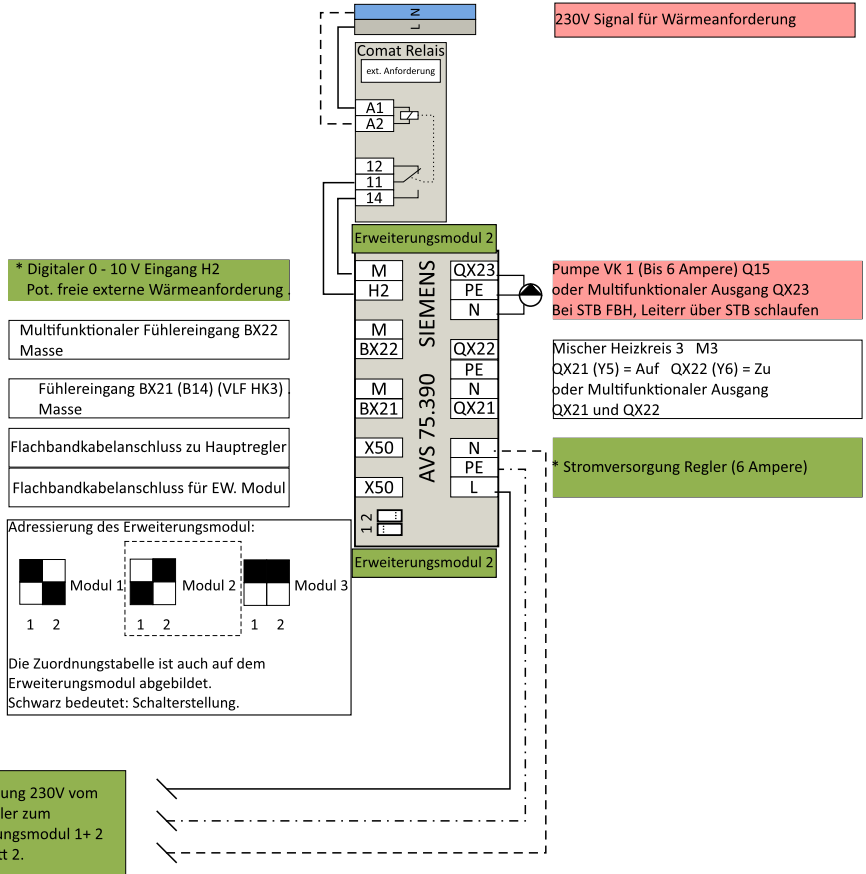 N
L
230V Signal für Wärmeanforderung
Comat Relais
ext. Anforderung
A1
A2
12
11
14
Erweiterungsmodul 2
* Digitaler 0 - 10 V Eingang H2
Pot. freie externe Wärmeanforderung .
Multifunktionaler Fühlereingang BX22
Masse
Fühlereingang BX21 (B14) (VLF HK3) .
Masse
Flachbandkabelanschluss zu Hauptregler
Flachbandkabelanschluss für EW. Modul
M
H2
M
BX22
M
BX21
X50
X50
1 2
AVS 75.390 SIEMENS
QX23
PE
N
QX22
PE
N
QX21
N
PE
L
Pumpe VK 1 (Bis 6 Ampere) Q15
oder Multifunktionaler Ausgang QX23
Bei STB FBH, Leiterr über STB schlaufen
Mischer Heizkreis 3 M3
QX21 (Y5) = Auf QX22 (Y6) = Zu
oder Multifunktionaler Ausgang
QX21 und QX22
* Stromversorgung Regler (6 Ampere)
Erweiterungsmodul 2
Adressierung des Erweiterungsmodul:
Modul 1
Modul 2
Modul 3
1 2
1 2
1 2
Die Zuordnungstabelle ist auch auf dem
Erweiterungsmodul abgebildet.
Schwarz bedeutet: Schalterstellung.
ung 230V vom
ler zum
ungsmodul 1+ 2
tt 2.